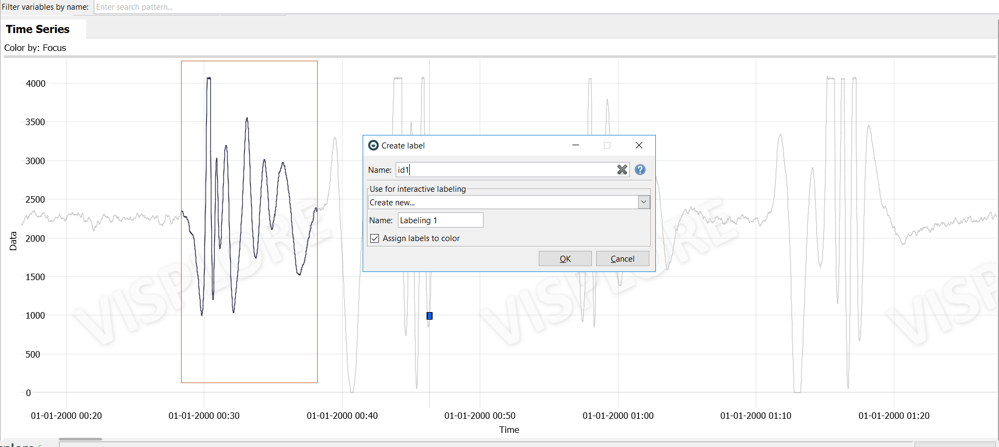 Filter variables by name: Enter search pattern...
Time Series
Color by: Focus
Create label
Name: id1
Use for interactive labeling
Create new...
Name: Labeling 1
Assign labels to color
OK Cancel
4000
3500
3000
2500
2000
1500
1000
500
0
Data
VISPLORE
VISPLORE
01-01-2000 00:20 01-01-2000 00:30 01-01-2000 00:40 01-01-2000 00:50 01-01-2000 01:00 01-01-2000 01:10 01-01-2000 01:20
Time